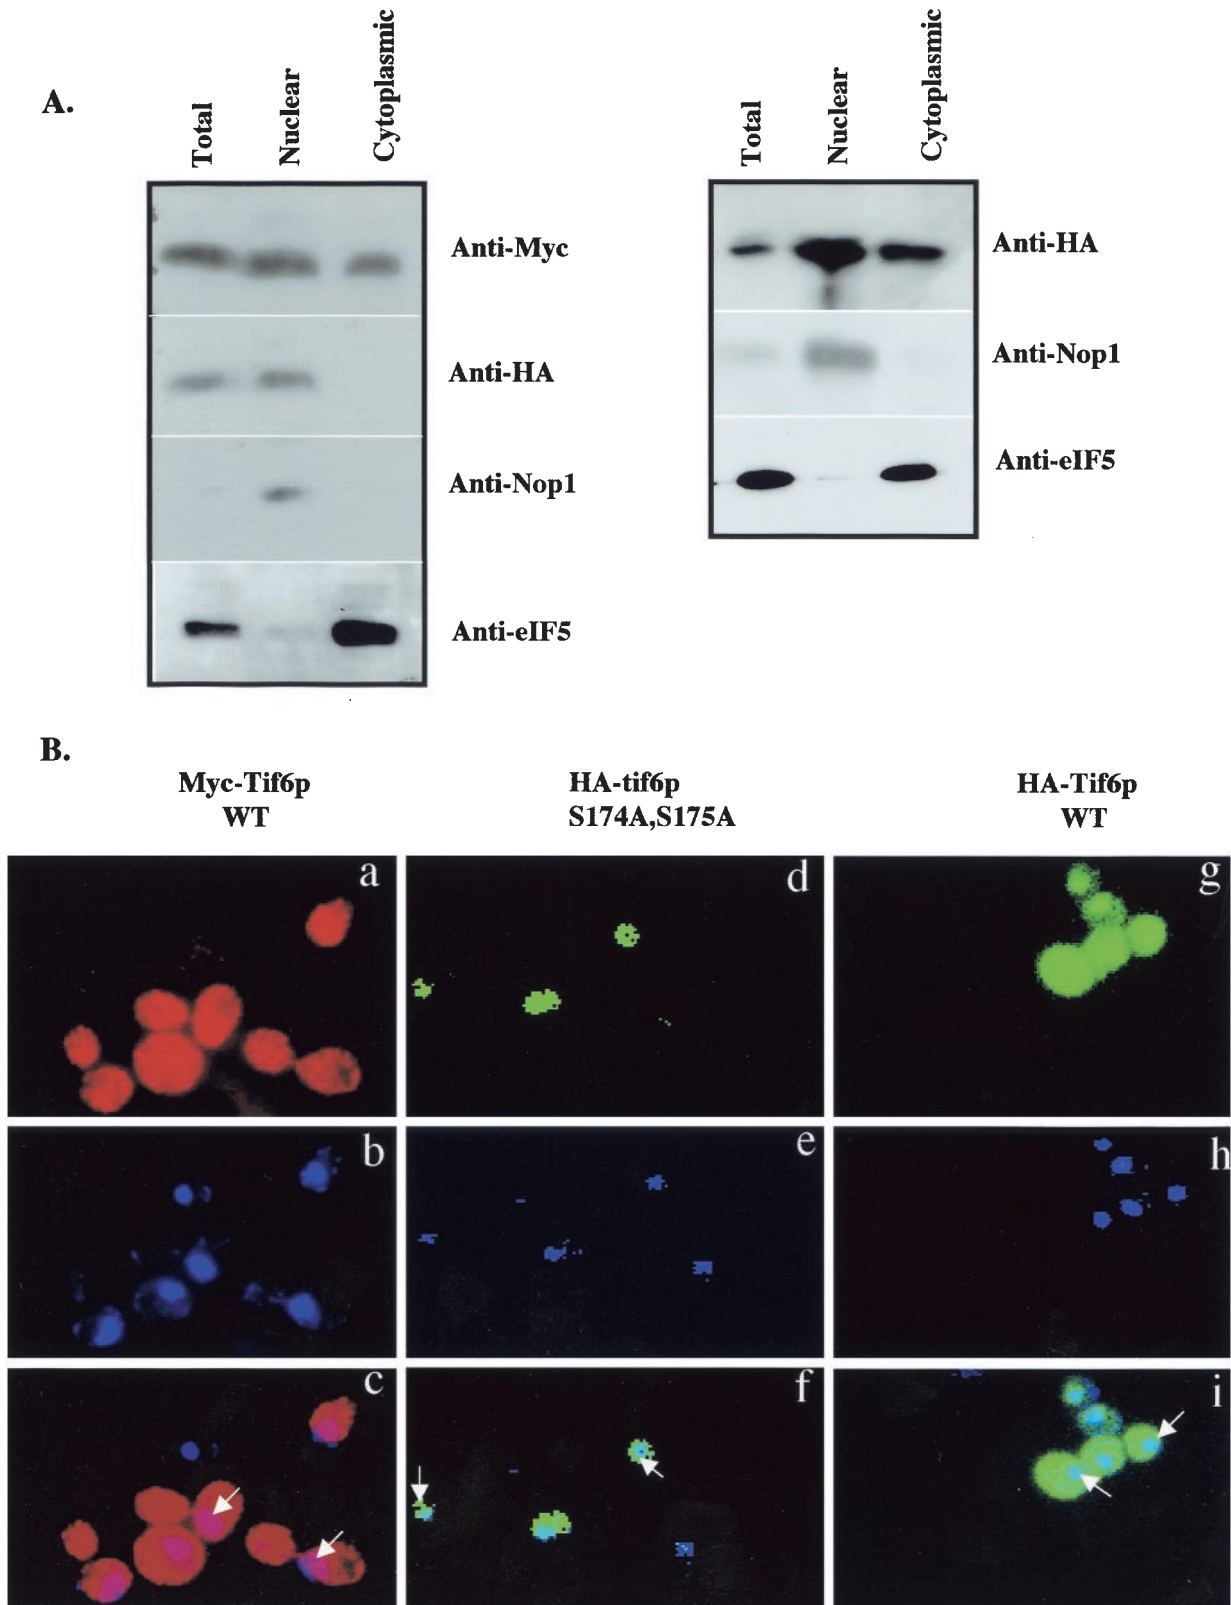 A.
Total
Nuclear
Cytoplasmic
Anti-Myc
Anti-HA
Anti-Nop1
Anti-eIF5
Total
Nuclear
Cytoplasmic
Anti-HA
Anti-Nop1
Anti-eIF5
B.
Myc-Tif6p
WT
HA-tif6p
S174A,S175A
HA-Tif6p
WT
a
d
g
b
e
h
c
f
i